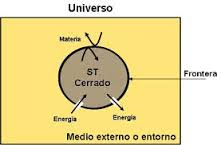 Universo
Materia
ST
Cerrado
Frontera
Energía
Energía
Medio externo o entorno